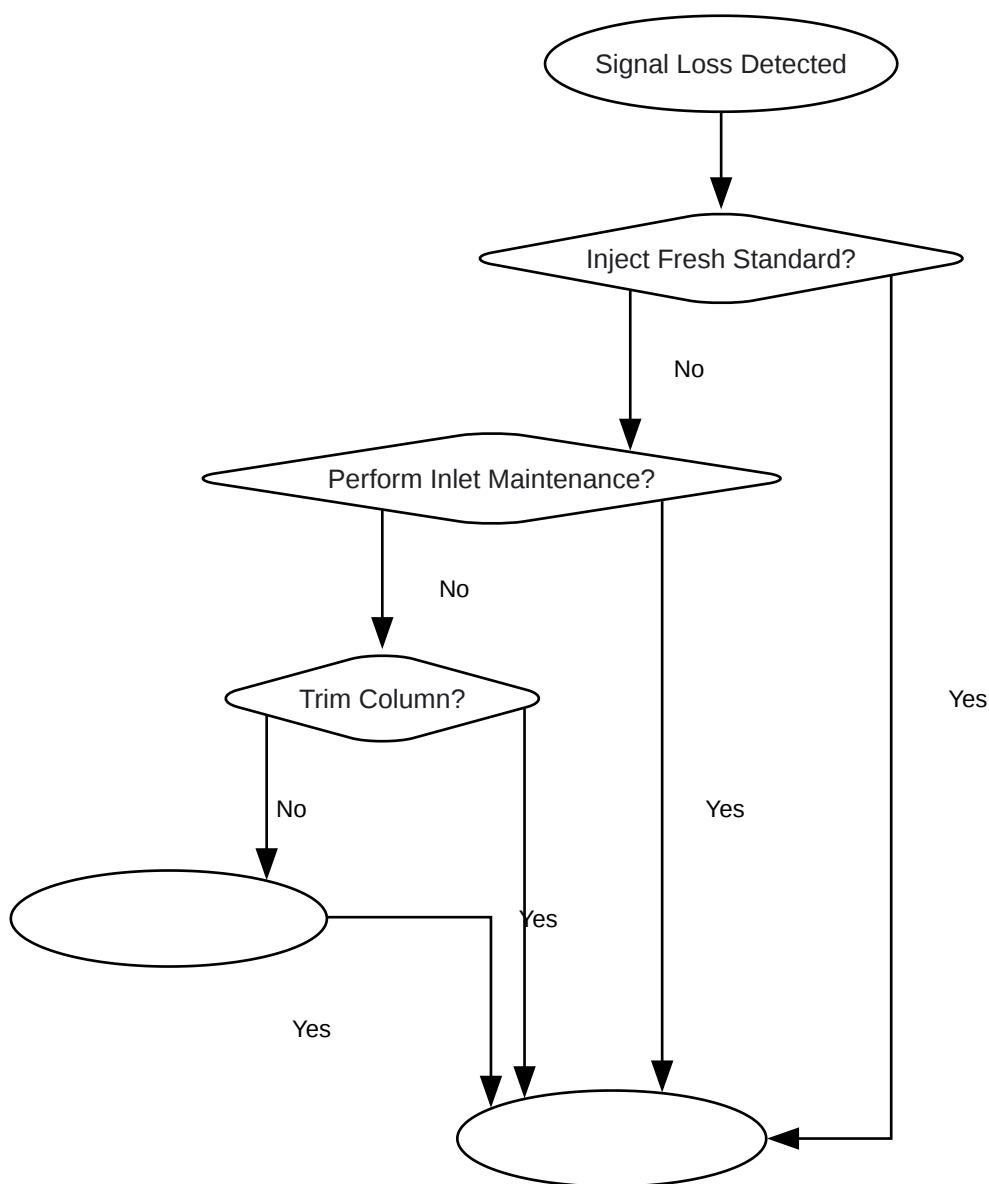 Signal Loss Detected
Inject Fresh Standard?
No
Perform Inlet Maintenance?
No
Trim Column?
Yes
No
Yes
Yes
Yes